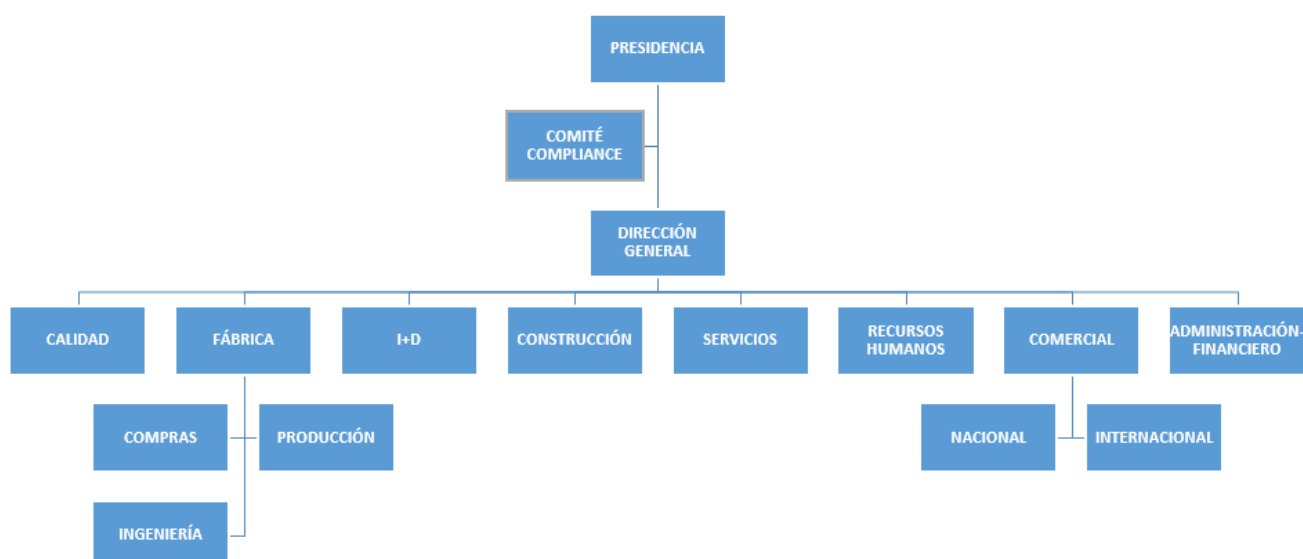 PRESIDENCIA
COMITÉ
COMPLIANCE
DIRECCIÓN
GENERAL
CALIDAD
FÁBRICA
I+D
CONSTRUCCIÓN
SERVICIOS
RECURSOS
HUMANOS
COMERCIAL
ADMINISTRACIÓN-
FINANCIERO
COMPRAS
PRODUCCIÓN
NACIONAL
INTERNACIONAL
INGENIERÍA